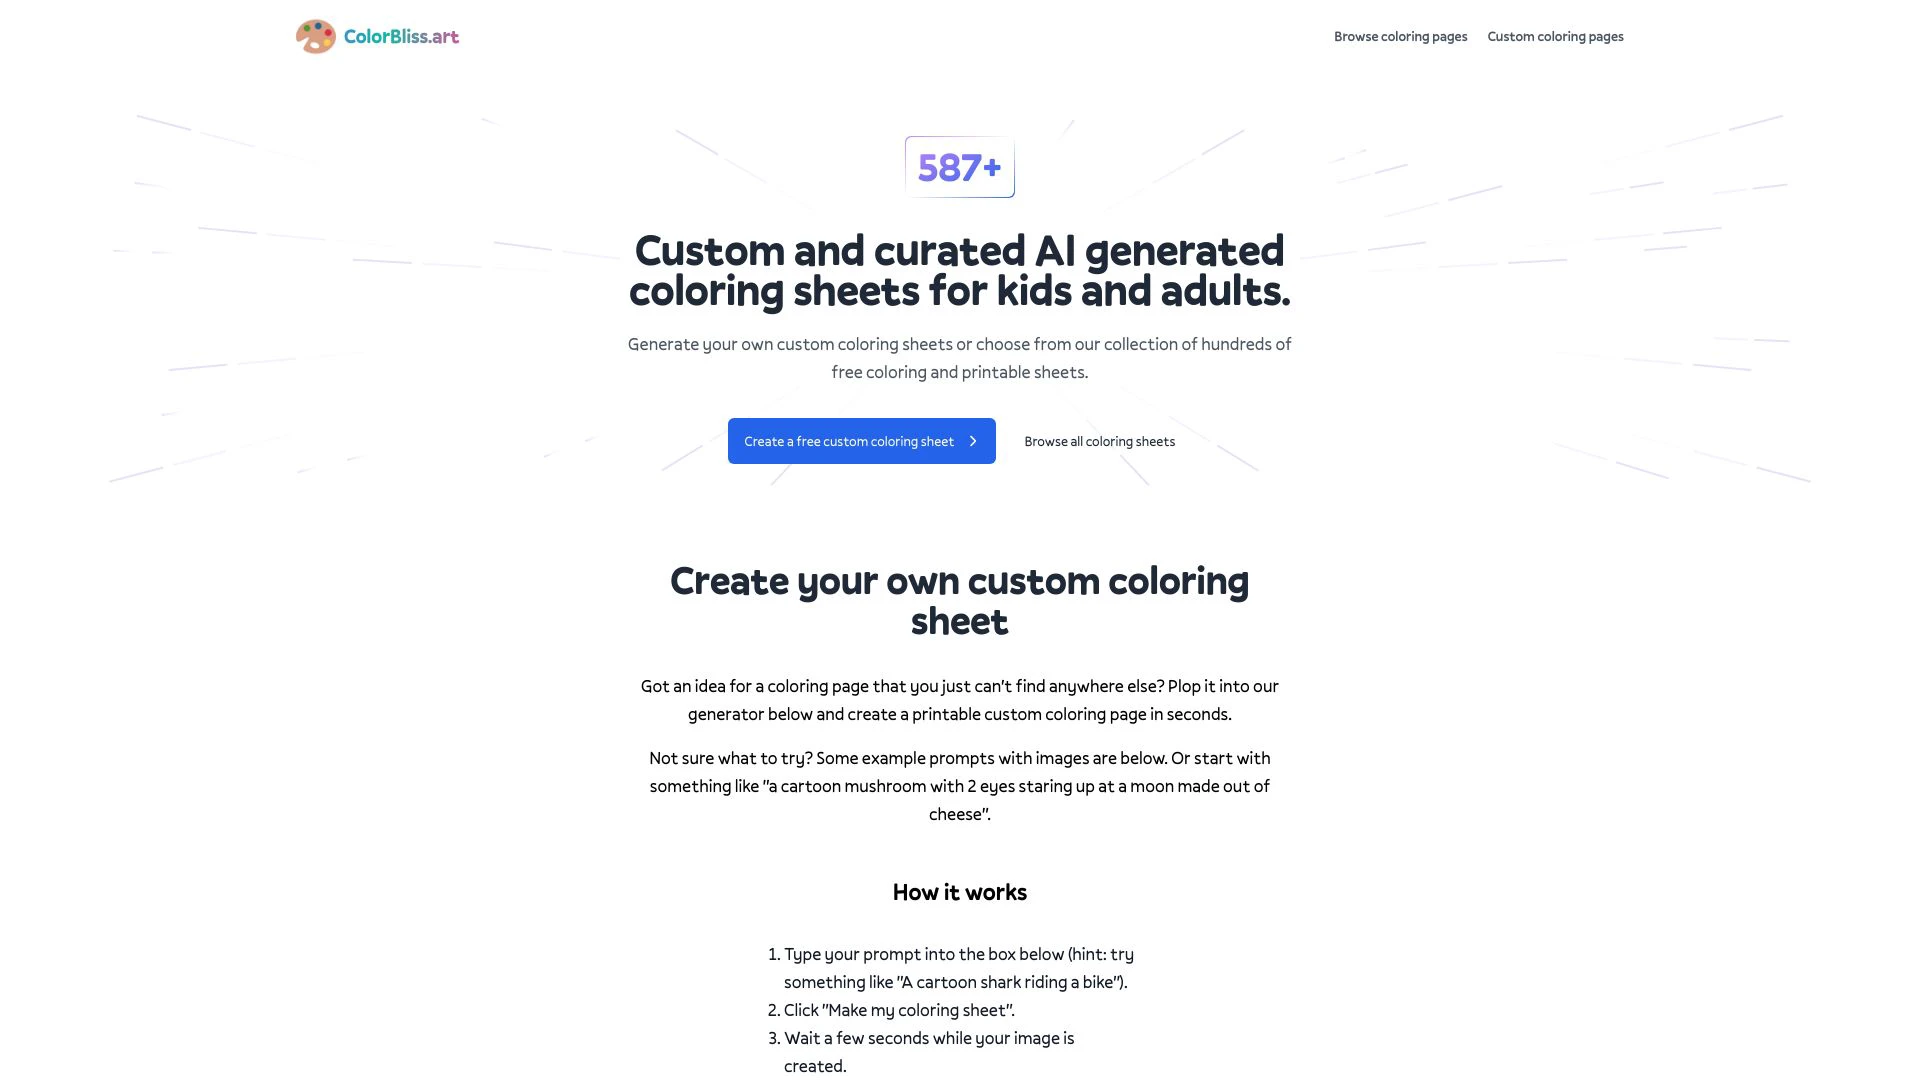 ColorBliss.art
Browse coloring pages
Custom coloring pages
587+
Custom and curated AI generated
coloring sheets for kids and adults.
Generate your own custom coloring sheets or choose from our collection of hundreds of
free coloring and printable sheets.
Create a free custom coloring sheet
Browse all coloring sheets
Create your own custom coloring
sheet
Got an idea for a coloring page that you just can't find anywhere else? Plop it into our
generator below and create a printable custom coloring page in seconds.
Not sure what to try? Some example prompts with images are below. Or start with
something like "a cartoon mushroom with 2 eyes staring up at a moon made out of
cheese".
How it works
1. Type your prompt into the box below (hint: try
something like "A cartoon shark riding a bike").
2. Click "Make my coloring sheet".
3. Wait a few seconds while your image is
created.